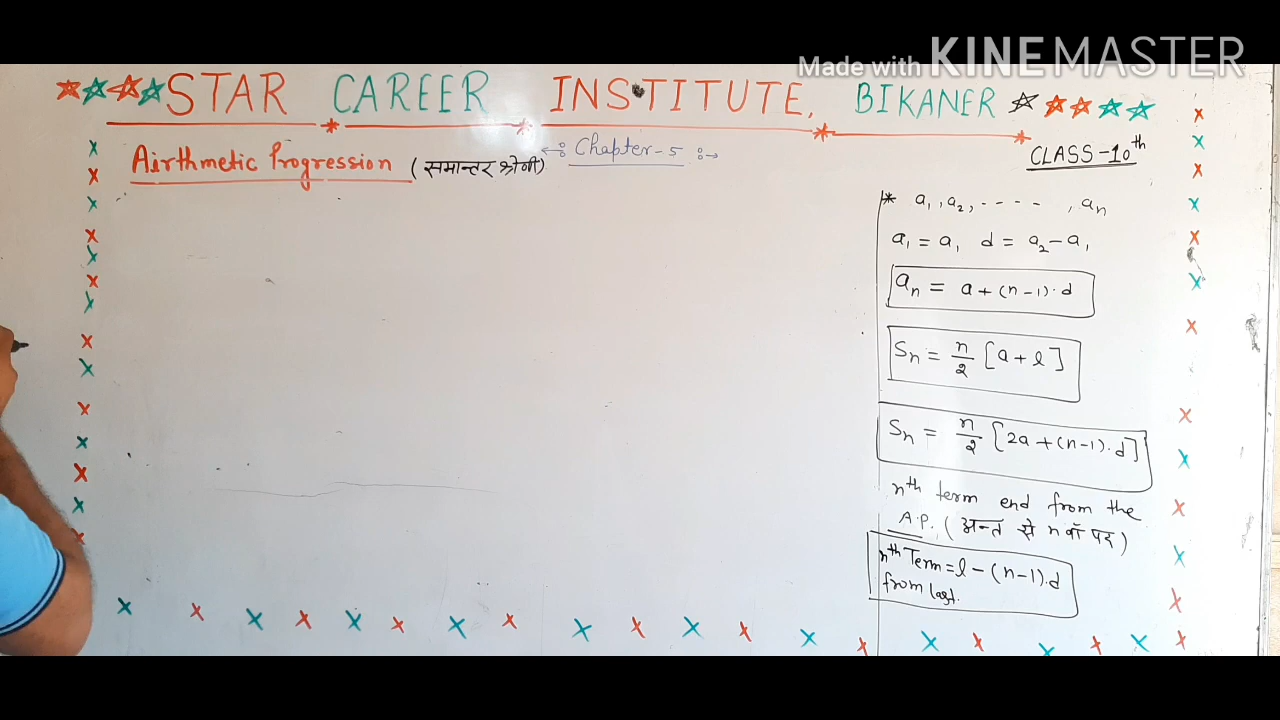 Made with KINEMASTER
STAR CAREER INSTITUTE, BIKANER
Airthmetic Progression (समान्तर श्रेणी)
Chapter-5
CLASS-10th
* a₁, a₂, - - - - , aₙ
a₁ = a, d = a₂ - a₁
aₙ = a + (n-1)·d
Sₙ = n/2 [a + l]
Sₙ = n/2 [2a + (n-1)·d]
nth term end from the
A.P. (अन्त से n वाँ पद)
nth Term = l - (n-1)·d
from last.